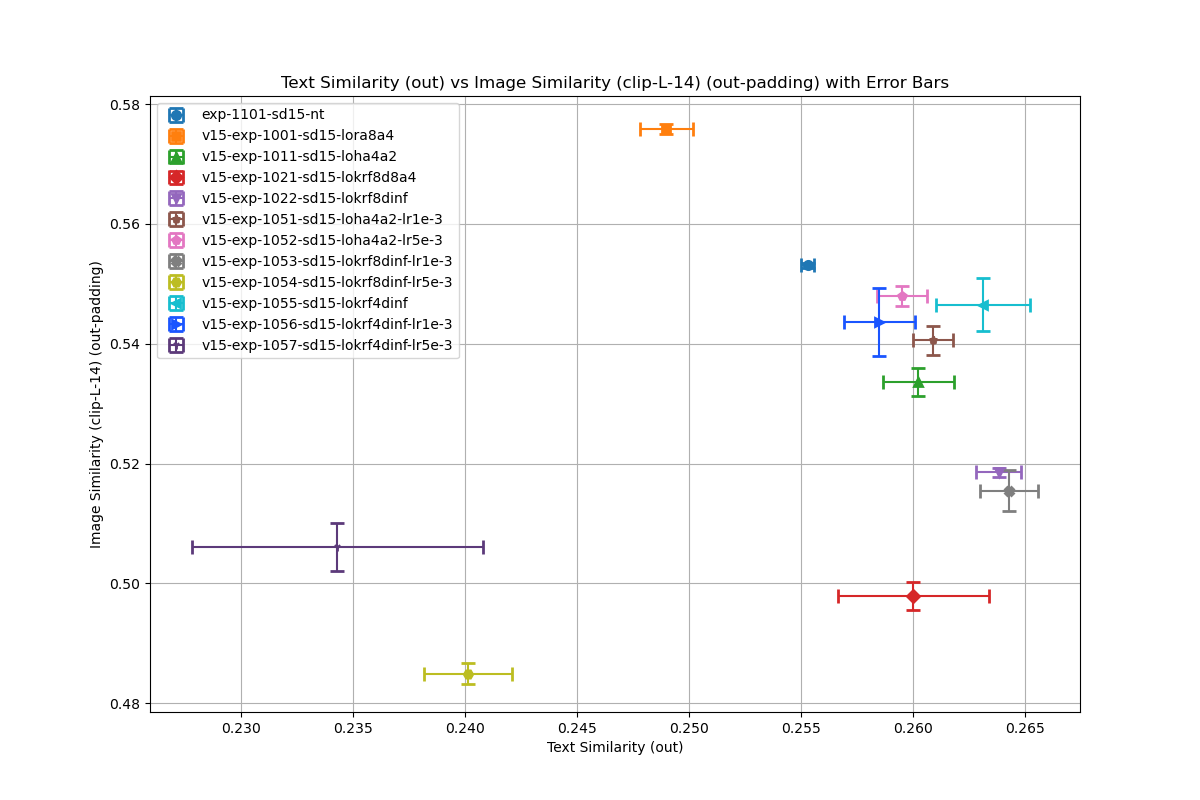 Text Similarity (out) vs Image Similarity (clip-L-14) (out-padding) with Error Bars
exp-1101-sd15-nt
v15-exp-1001-sd15-lora8a4
v15-exp-1011-sd15-loha4a2
v15-exp-1021-sd15-lokrf8d8a4
v15-exp-1022-sd15-lokrf8dinf
v15-exp-1051-sd15-loha4a2-lr1e-3
v15-exp-1052-sd15-loha4a2-lr5e-3
v15-exp-1053-sd15-lokrf8dinf-lr1e-3
v15-exp-1054-sd15-lokrf8dinf-lr5e-3
v15-exp-1055-sd15-lokrf4dinf
v15-exp-1056-sd15-lokrf4dinf-lr1e-3
v15-exp-1057-sd15-lokrf4dinf-lr5e-3
Image Similarity (clip-L-14) (out-padding)
0.58
0.56
0.54
0.52
0.50
0.48
0.230 0.235 0.240 0.245 0.250 0.255 0.260 0.265
Text Similarity (out)